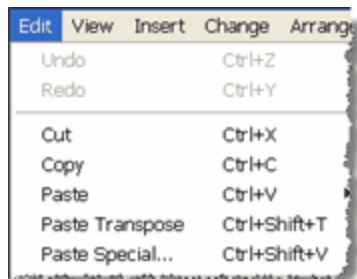 Edit View Insert Change Arrang
Undo Ctrl+Z
Redo Ctrl+Y
Cut Ctrl+X
Copy Ctrl+C
Paste Ctrl+V
Paste Transpose Ctrl+Shift+T
Paste Special... Ctrl+Shift+V